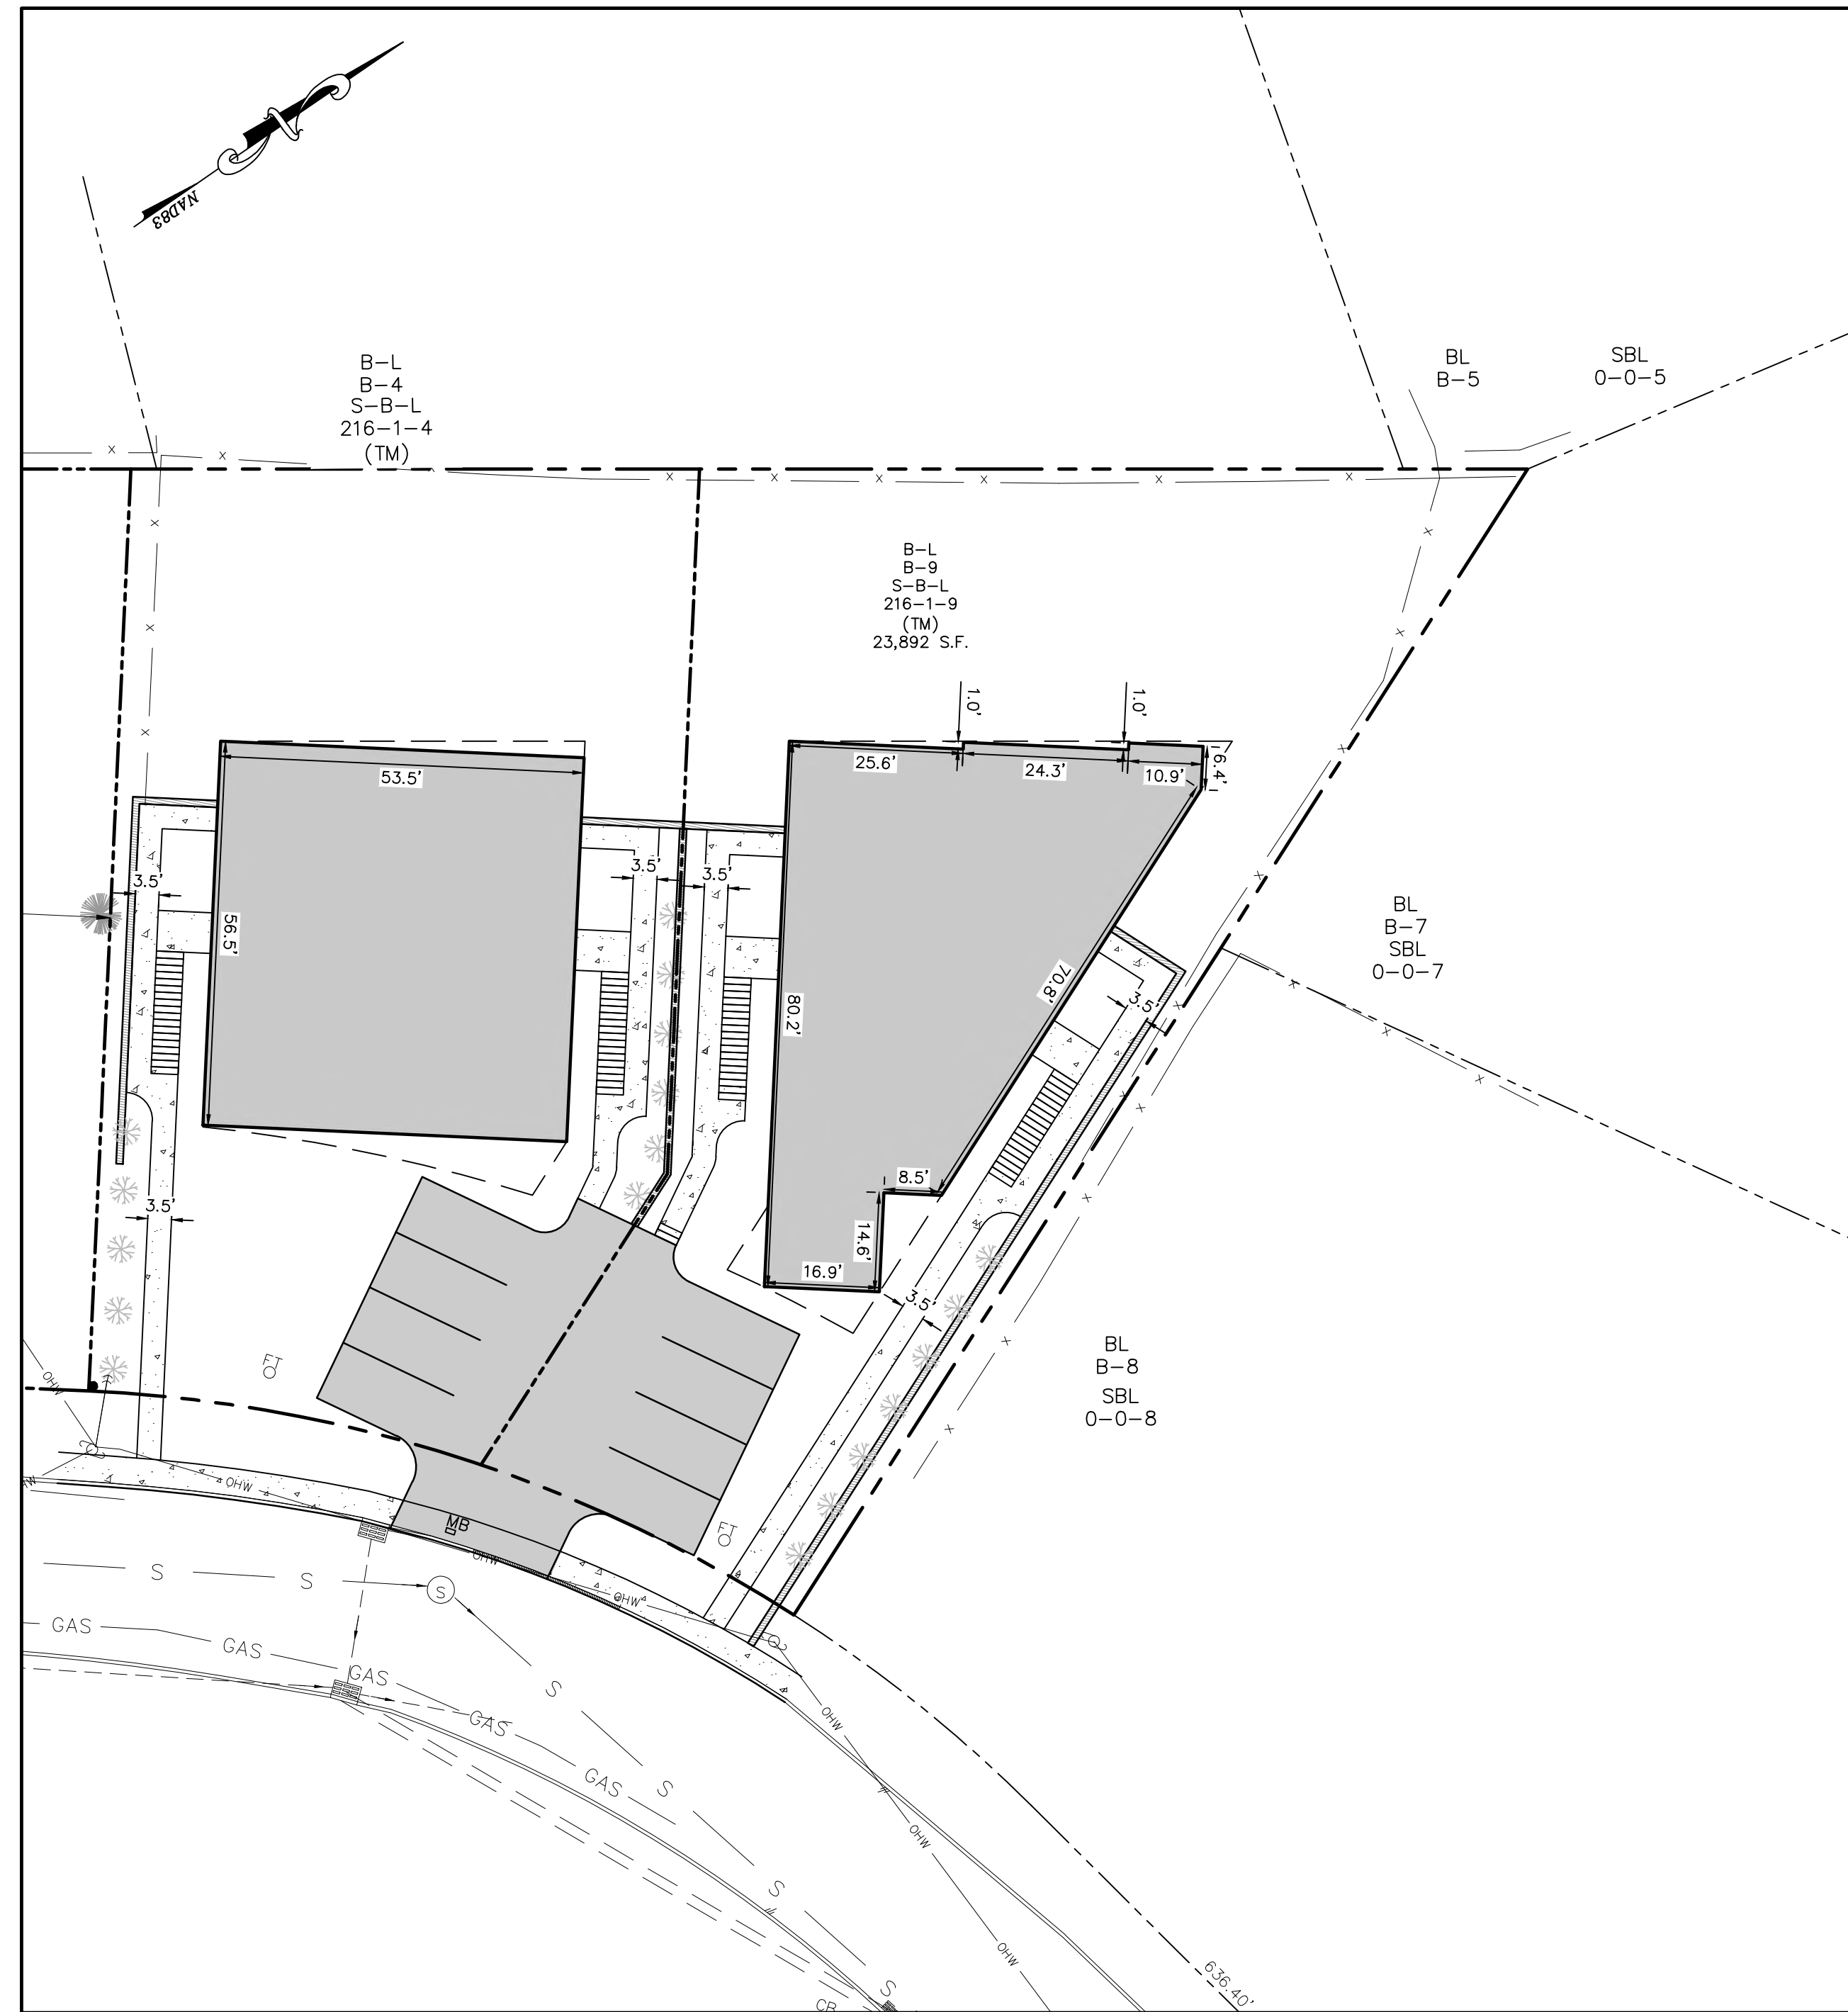 NAD83
B-L
B-4
S-B-L
216-1-4
(TM)
BL
B-5
SBL
0-0-5
B-L
B-9
S-B-L
216-1-9
(TM)
23,892 S.F.
1.0'
1.0'
53.5'
25.6'
24.3'
10.9'
6.4'
3.5'
3.5'
3.5'
56.5'
80.2'
70.8'
3.5'
BL
B-7
SBL
0-0-7
8.5'
3.5'
14.6'
16.9'
3.5'
BL
B-8
SBL
0-0-8
FT
OHW
OHW
MB
FT
OHW
OHW
S
S
S
GAS
GAS
GAS
S
GAS
GAS
S
OHW
OHW
S
OHW
S
CB
636.40'